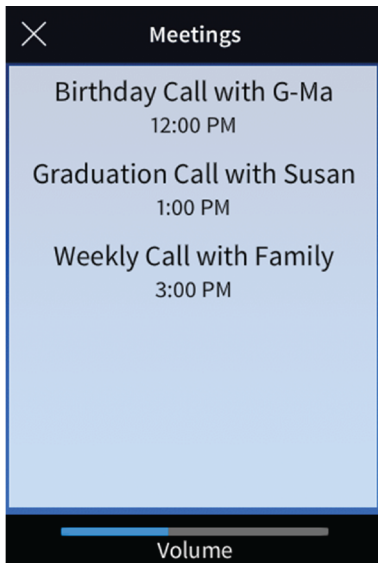 Meetings
Birthday Call with G-Ma
12:00 PM
Graduation Call with Susan
1:00 PM
Weekly Call with Family
3:00 PM
Volume